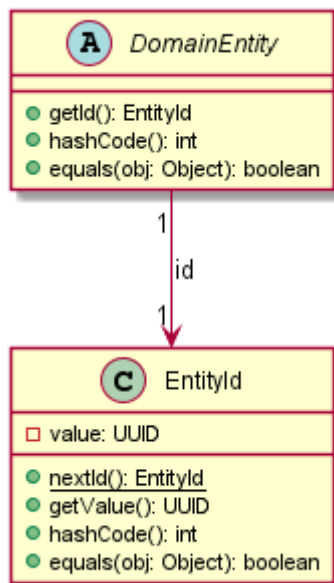 A DomainEntity
getId(): EntityId
hashCode(): int
equals(obj: Object): boolean
1
id
1
C EntityId
value: UUID
nextId(): EntityId
getValue(): UUID
hashCode(): int
equals(obj: Object): boolean